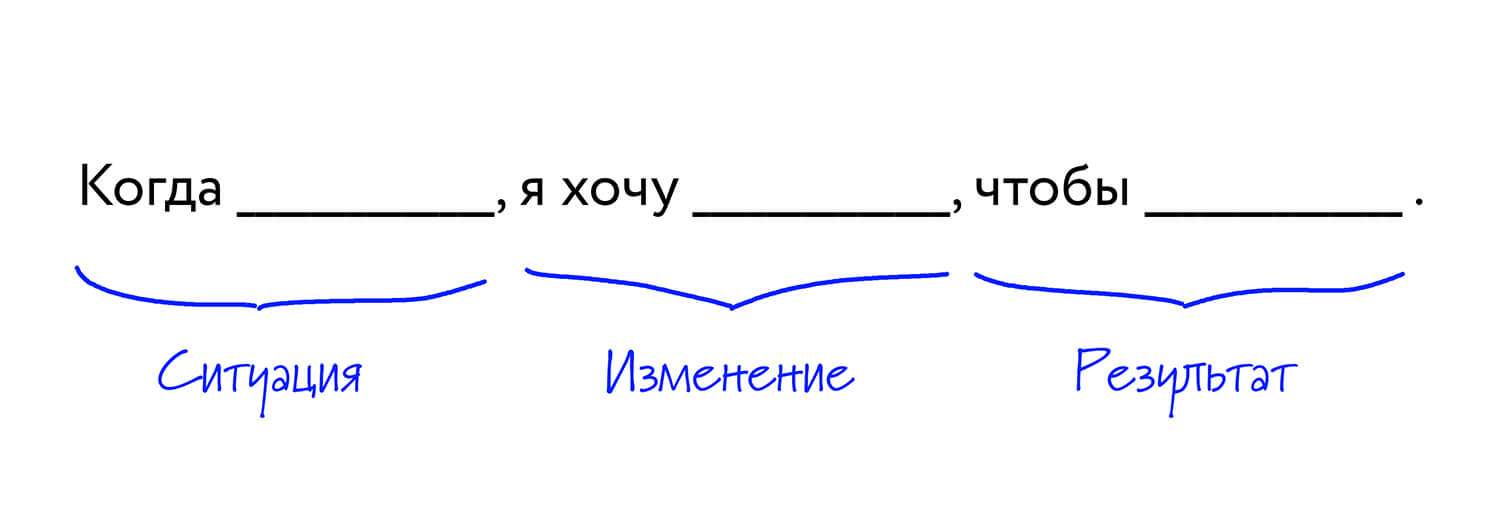 Когда __________, я хочу __________, чтобы __________ .
Ситуация Изменение Результат